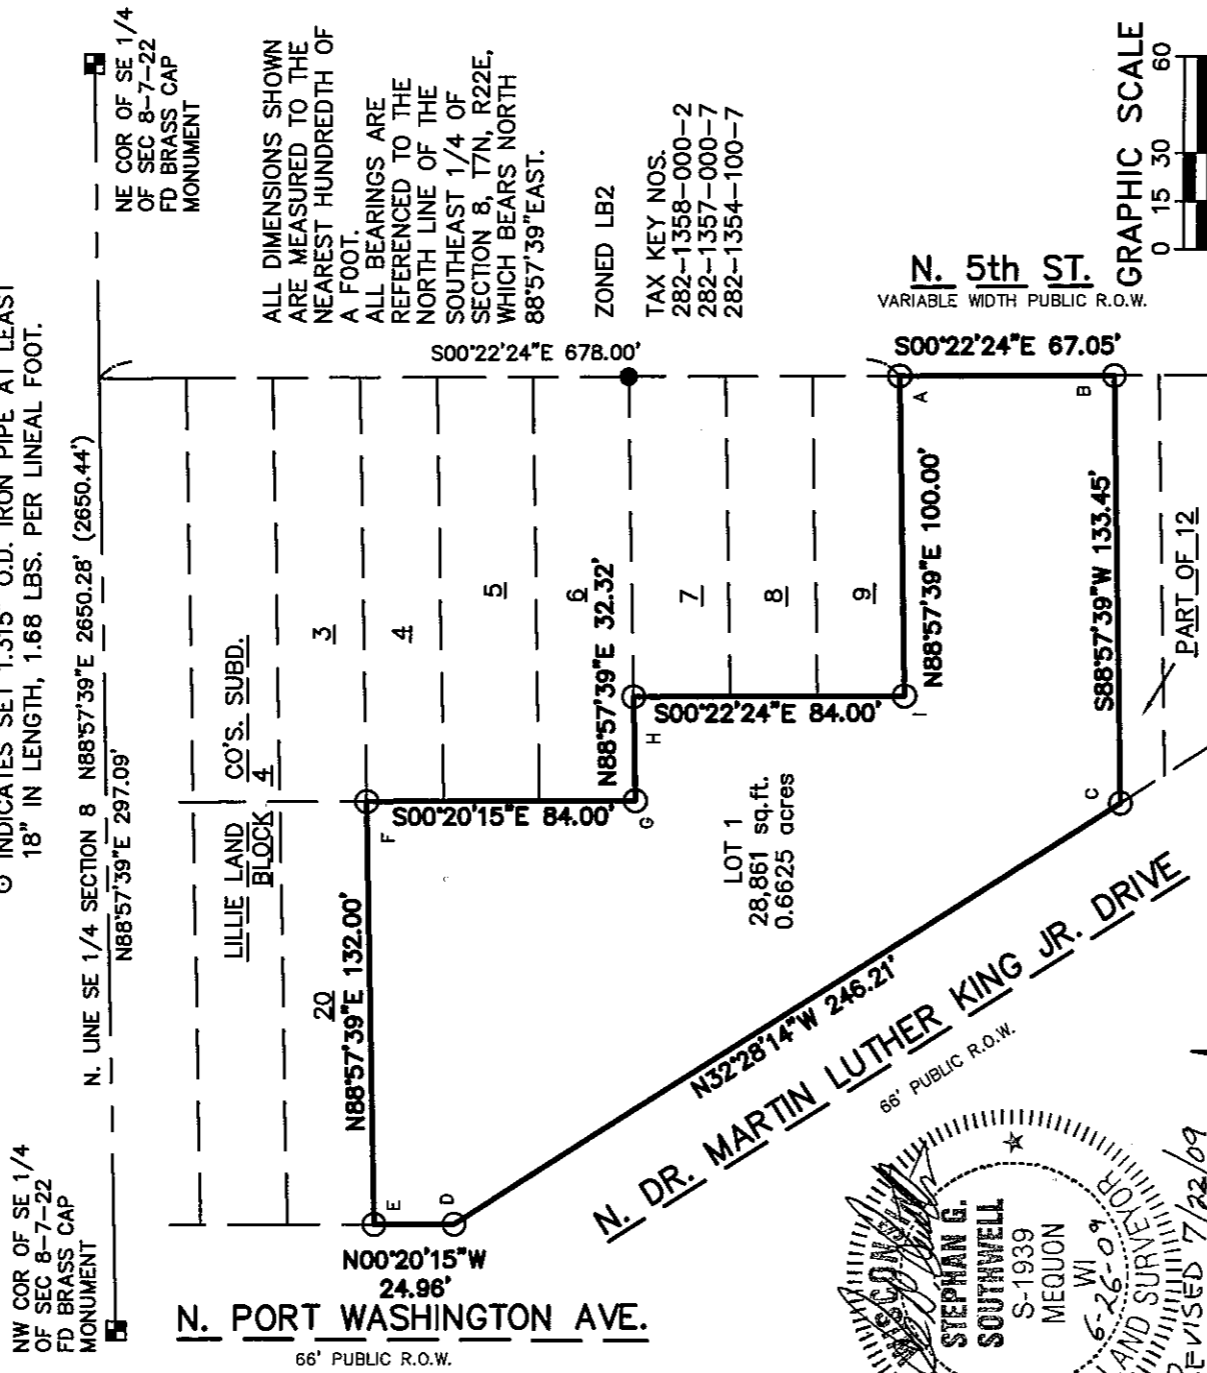 ⊙ INDICATES SET 1.315" O.D. IRON PIPE AT LEAST
18" IN LENGTH, 1.68 LBS. PER LINEAL FOOT.
NW COR OF SE 1/4
OF SEC 8-7-22
FD BRASS CAP
MONUMENT
N. LINE SE 1/4 SECTION 8 N88°57'39"E 2650.28' (2650.44')
N88°57'39"E 297.09'
NE COR OF SE 1/4
OF SEC 8-7-22
FD BRASS CAP
MONUMENT
ALL DIMENSIONS SHOWN
ARE MEASURED TO THE
NEAREST HUNDREDTH OF
A FOOT.
ALL BEARINGS ARE
REFERENCED TO THE
NORTH LINE OF THE
SOUTHEAST 1/4 OF
SECTION 8, T7N, R22E,
WHICH BEARS NORTH
88°57'39"EAST.
ZONED LB2
TAX KEY NOS.
282-1358-000-2
282-1357-000-7
282-1354-100-7
LILLIE LAND CO'S. SUBD.
BLOCK 4
20
3
4
5
6
7
8
9
S00°22'24"E 678.00'
N. 5th ST.
VARIABLE WIDTH PUBLIC R.O.W.
S00°22'24"E 67.05'
GRAPHIC SCALE
0 15 30 60
N88°57'39"E 132.00'
S00°20'15"E 84.00'
N88°57'39"E 32.32'
S00°22'24"E 84.00'
N88°57'39"E 100.00'
S88°57'39"W 133.45'
PART OF 12
A
B
C
D
E
F
G
H
I
LOT 1
28,861 sq.ft.
0.6625 acres
N32°28'14"W 246.21'
N. DR. MARTIN LUTHER KING JR. DRIVE
66' PUBLIC R.O.W.
N00°20'15"W
24.96'
N. PORT WASHINGTON AVE.
66' PUBLIC R.O.W.
STEPHAN G.
SOUTHWELL
S-1939
MEQUON
WI
6-26-09
LAND SURVEYOR
REVISED 7/22/09